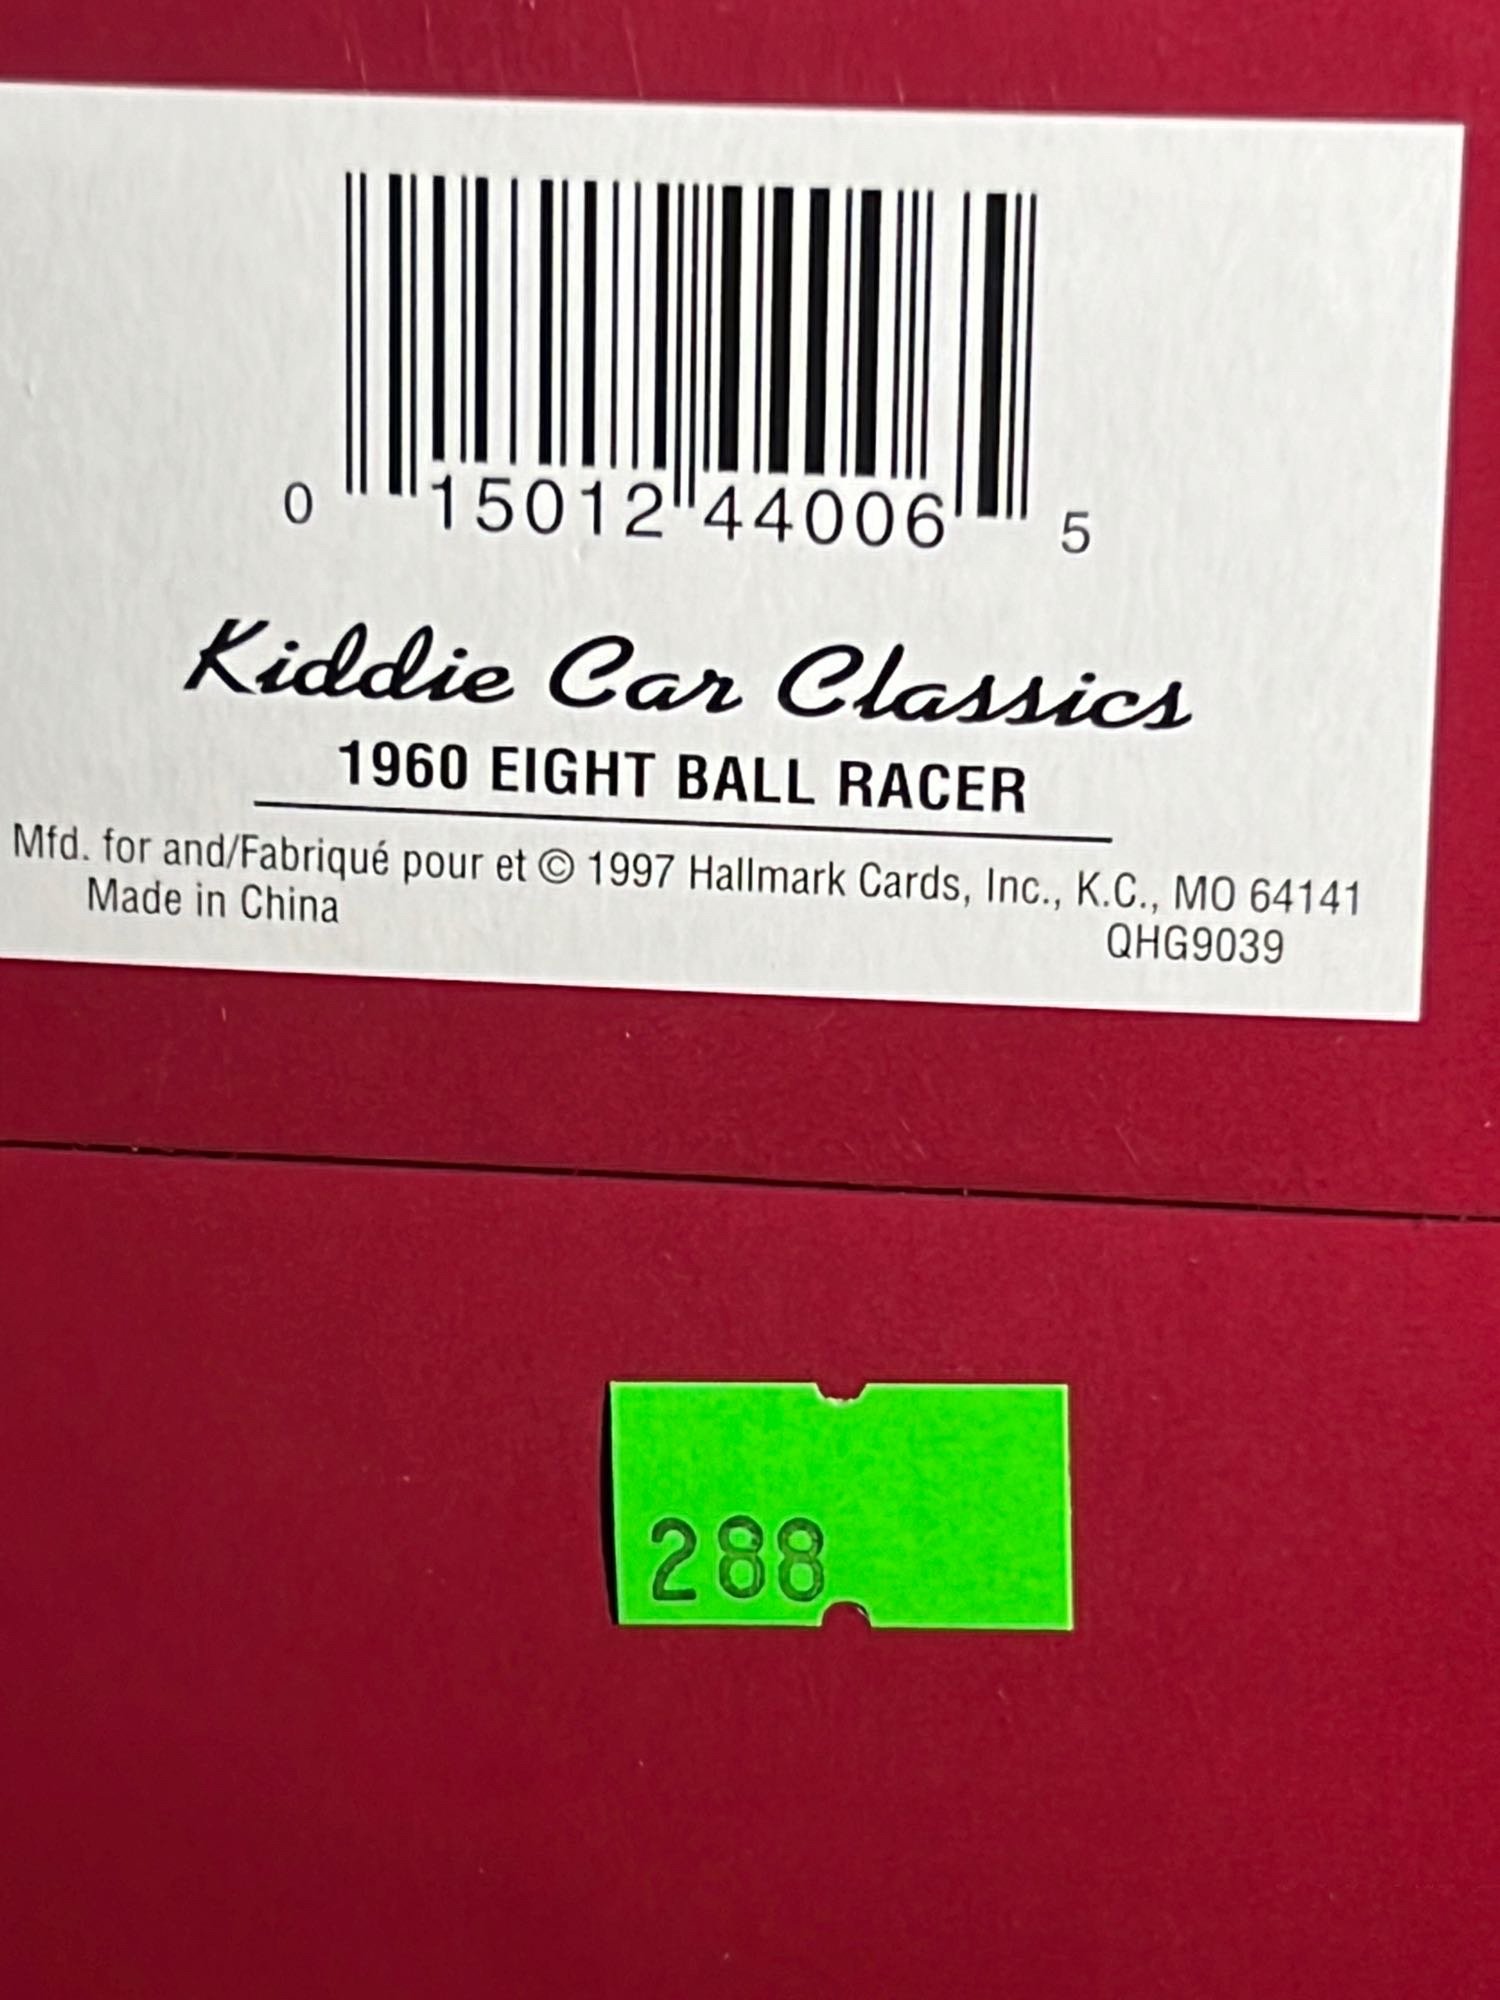 0 15012 44006 5
Kiddie Car Classics
1960 EIGHT BALL RACER
Mfd. for and/Fabriqué pour et © 1997 Hallmark Cards, Inc., K.C., MO 64141
Made in China
QHG9039
288